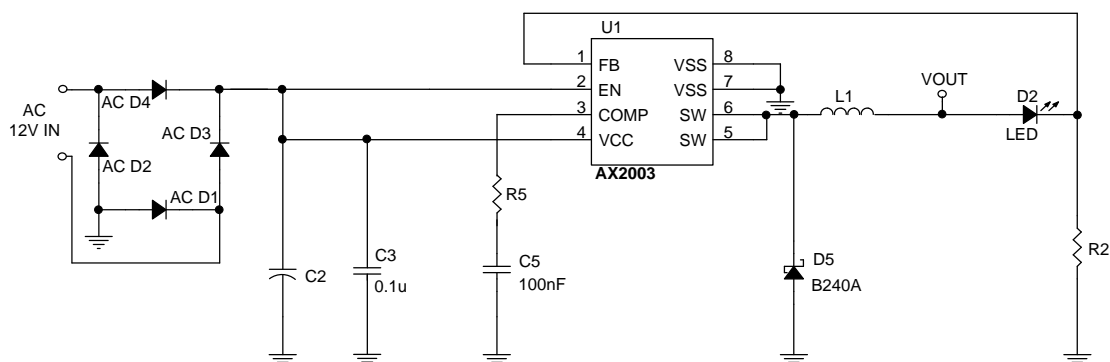 U1
1 FB VSS 8
2 EN VSS 7
3 COMP SW 6
4 VCC SW 5
AX2003
AC
12V IN
AC D4
AC D3
AC D2
AC D1
L1
VOUT
D2
LED
R5
C2
C3
0.1u
C5
100nF
D5
B240A
R2